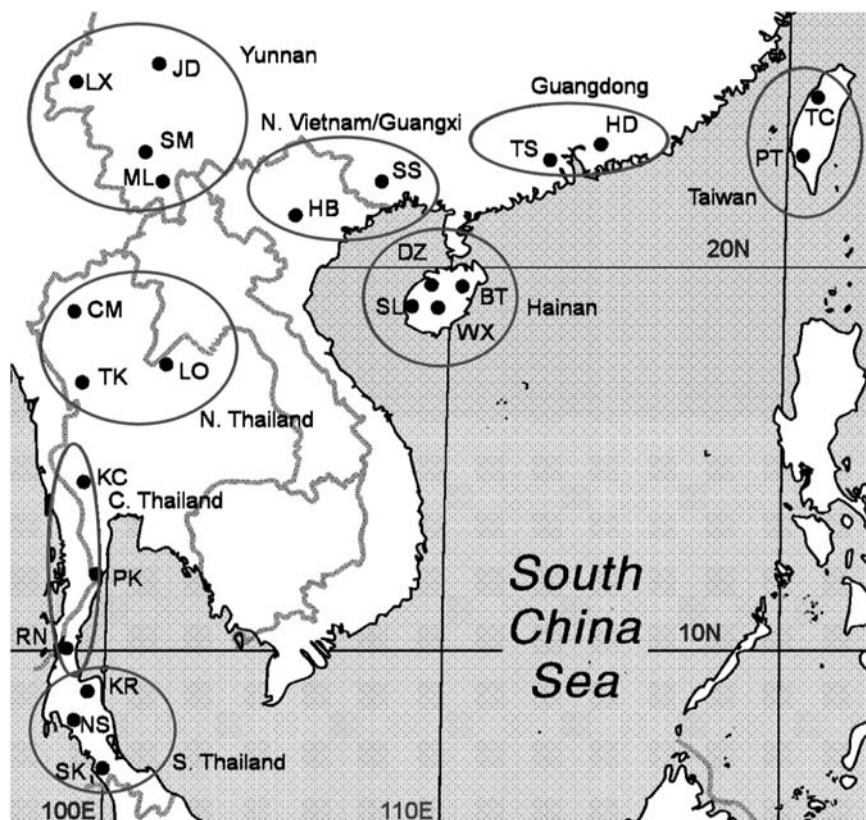 JD
Yunnan
LX
Guangdong
HD
TC
N. Vietnam/Guangxi
SM
TS
SS
PT
ML
Taiwan
HB
DZ
20N
BT
SL
Hainan
CM
WX
LO
TK
N. Thailand
KC
C. Thailand
South
PK
China
RN
10N
Sea
KR
NS
SK
S. Thailand
100E
110E